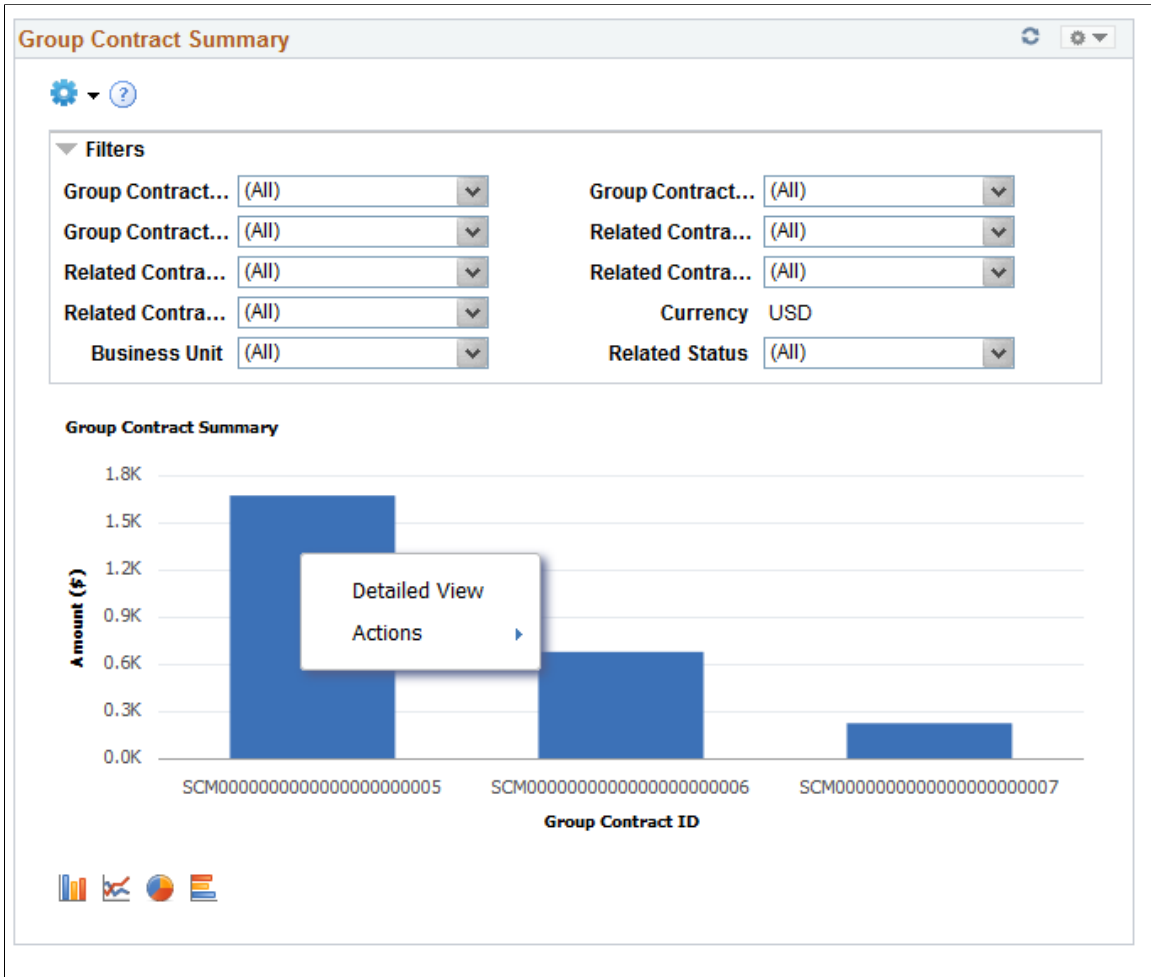 Group Contract Summary
?
Filters
Group Contract... (All) Group Contract... (All)
Group Contract... (All) Related Contra... (All)
Related Contra... (All) Related Contra... (All)
Related Contra... (All) Currency USD
Business Unit (All) Related Status (All)
Group Contract Summary
1.8K
1.5K
1.2K
0.9K
0.6K
0.3K
0.0K
Amount ($)
Detailed View
Actions
SCM0000000000000000000005 SCM0000000000000000000006 SCM0000000000000000000007
Group Contract ID